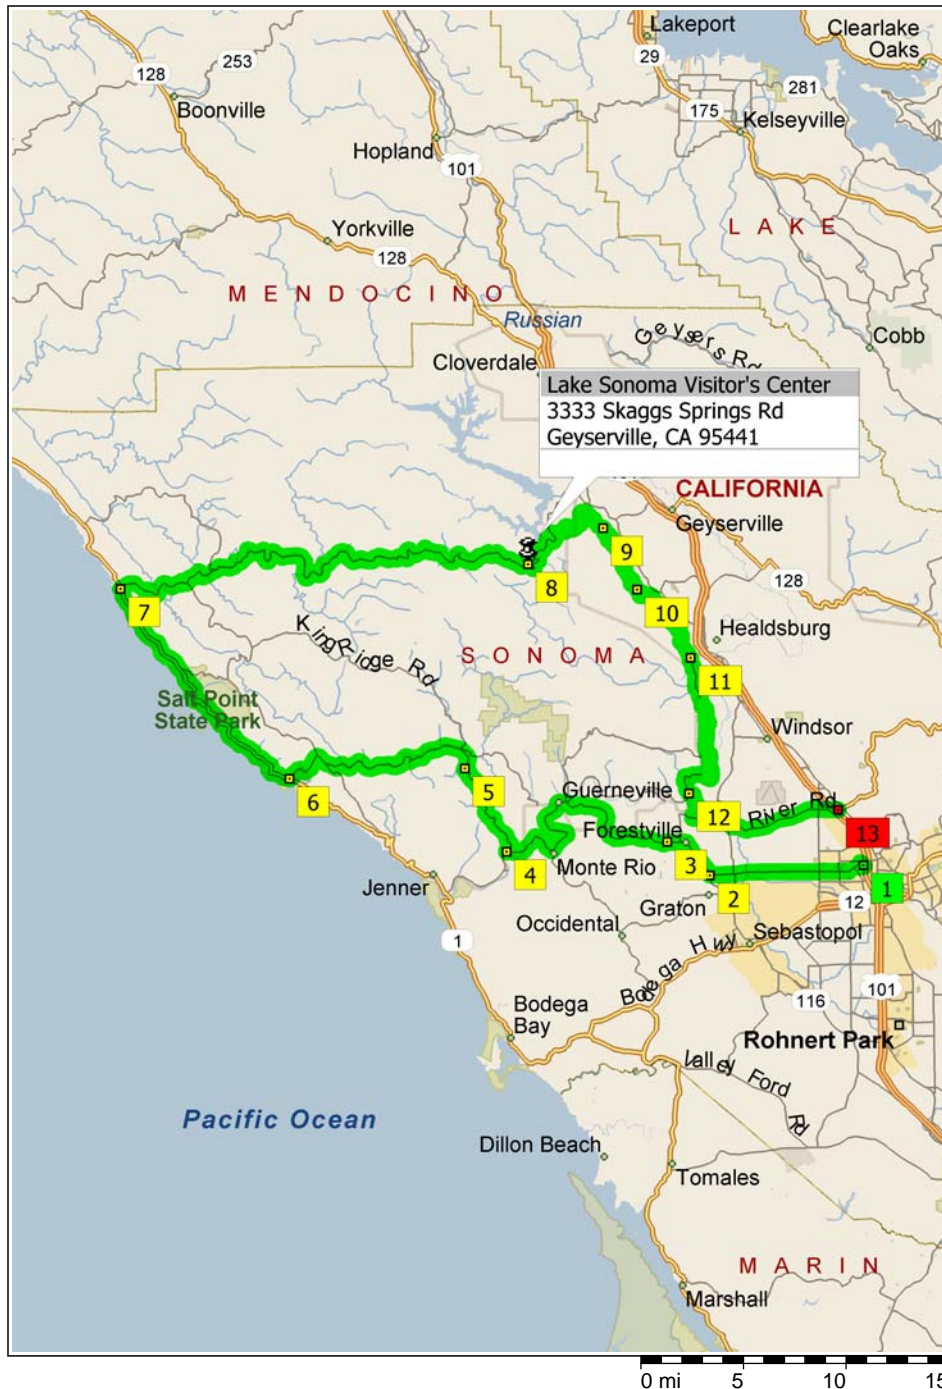 Lakeport
Clearlake
Oaks
29
253
128
Boonville
281
175
Kelseyville
Hopland
101
L A K E
Yorkville
128
M E N D O C I N O
Russian
Geysers Rd
Cobb
Cloverdale
Lake Sonoma Visitor's Center
3333 Skaggs Springs Rd
Geyserville, CA 95441
CALIFORNIA
Geyserville
9
8
128
7
10
Healdsburg
King Ridge Rd
S O N O M A
11
Salt Point
State Park
Windsor
6
5
Guerneville
12
River Rd
13
Forestville
3
4
Monte Rio
Jenner
2
1
Graton
12
Occidental
Sebastopol
1
Bodega Hwy
101
116
Bodega
Bay
Rohnert Park
Valley Ford
Rd
Pacific Ocean
Dillon Beach
Tomales
M A R I N
Marshall
0 mi 5 10 15